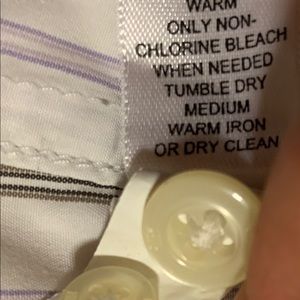 WARM
ONLY NON-
CHLORINE BLEACH
WHEN NEEDED
TUMBLE DRY
MEDIUM
WARM IRON
OR DRY CLEAN